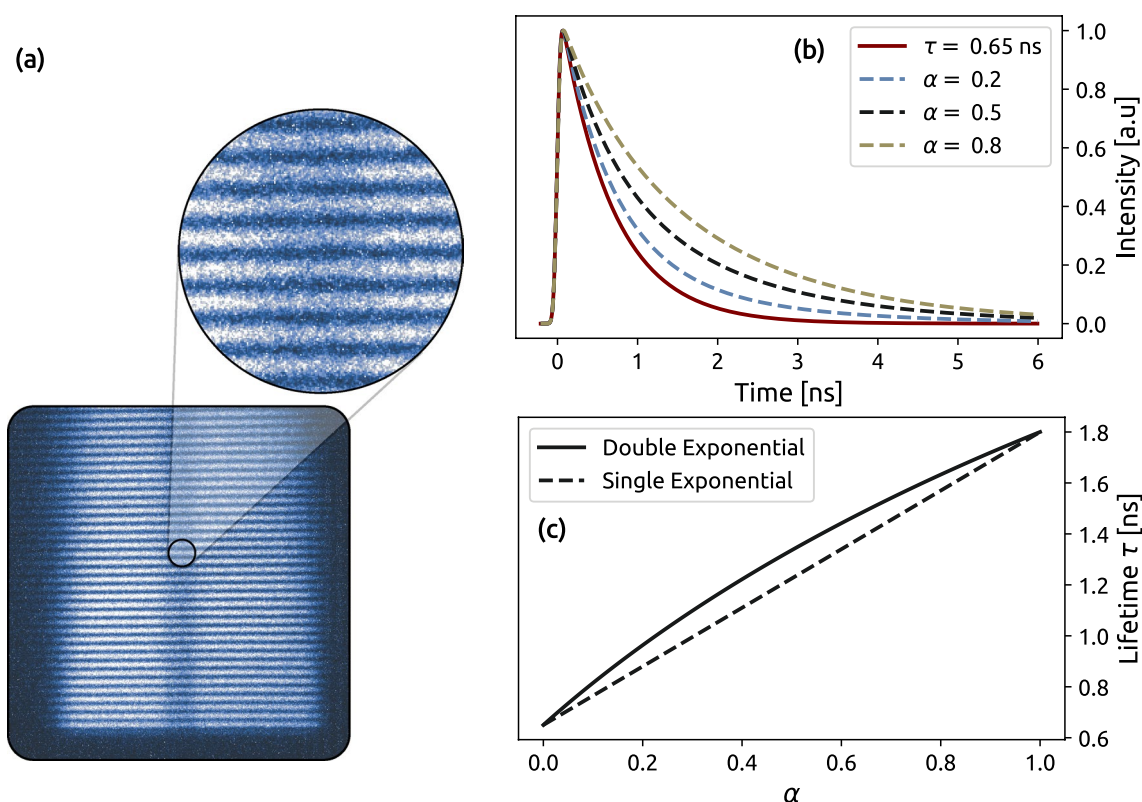 (a)
(b)
τ = 0.65 ns
α = 0.2
α = 0.5
α = 0.8
1.0
0.8
0.6
0.4
0.2
0.0
Intensity [a.u]
0 1 2 3 4 5 6
Time [ns]
Double Exponential
Single Exponential
(c)
1.8
1.6
1.4
1.2
1.0
0.8
0.6
Lifetime τ [ns]
0.0 0.2 0.4 0.6 0.8 1.0
α